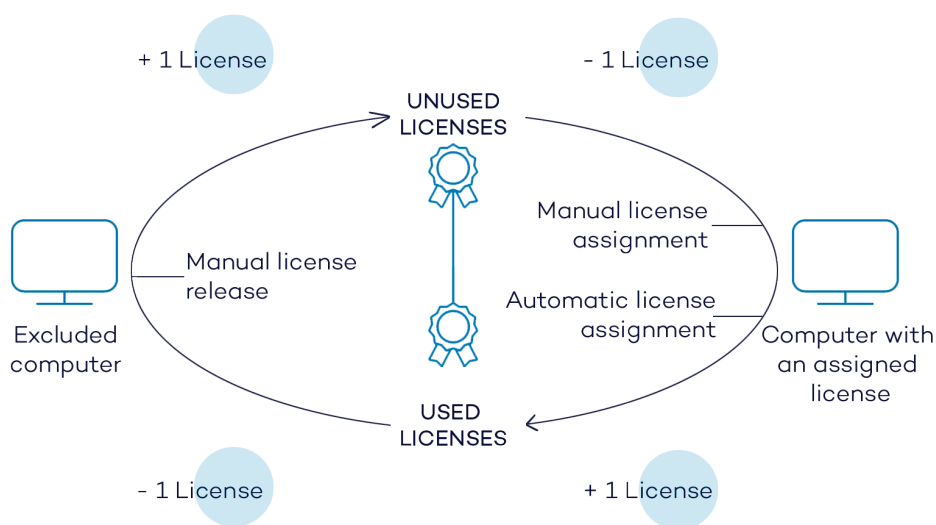 + 1 License
- 1 License
UNUSED
LICENSES
Manual license
assignment
Manual license
release
Automatic license
assignment
Excluded
computer
Computer with
an assigned
license
USED
LICENSES
- 1 License
+ 1 License